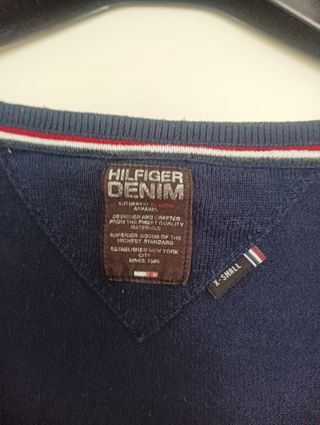 HILFIGER
DENIM
AUTHENTIC CLASSIC
APPAREL
DESIGNED AND CRAFTED
FROM THE FINEST QUALITY
MATERIALS
SUPERIOR GOODS OF THE
HIGHEST STANDARD
ESTABLISHED NEW YORK
CITY
SINCE 1985
X-SMALL